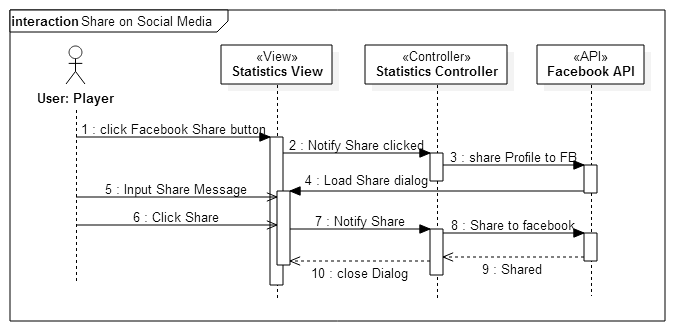 interaction Share on Social Media
«View»
Statistics View
«Controller»
Statistics Controller
«API»
Facebook API
User: Player
1 : click Facebook Share button
2 : Notify Share clicked
3 : share Profile to FB
4 : Load Share dialog
5 : Input Share Message
6 : Click Share
7 : Notify Share
8 : Share to facebook
9 : Shared
10 : close Dialog